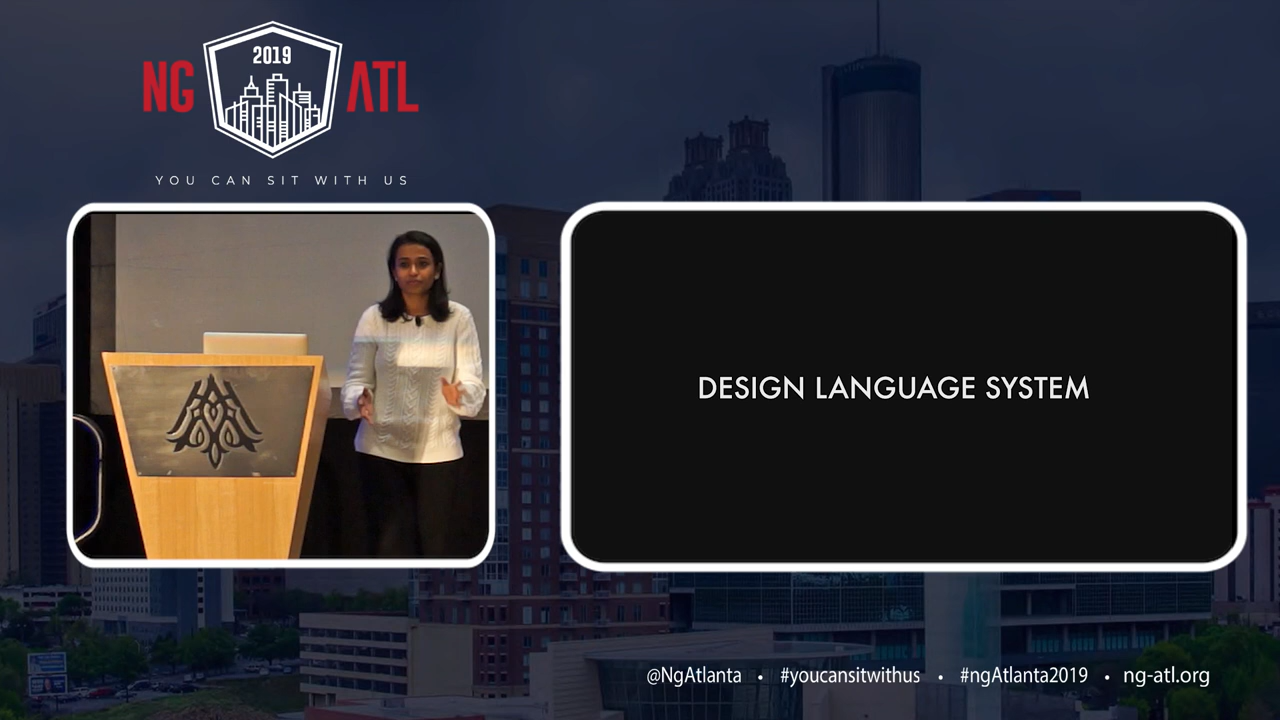 2019
NG ATL
YOU CAN SIT WITH US
DESIGN LANGUAGE SYSTEM
@NgAtlanta • #youcansitwithus • #ngAtlanta2019 • ng-atl.org